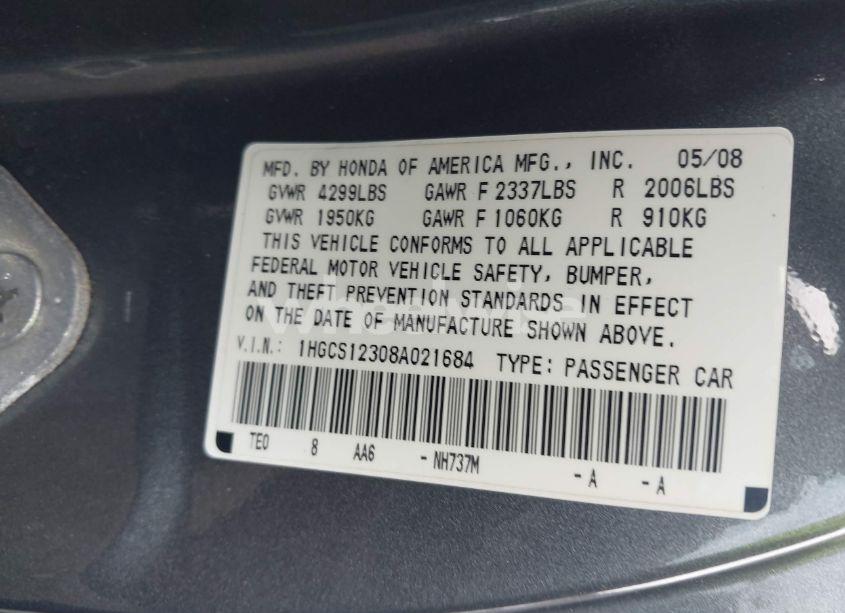 MFD. BY HONDA OF AMERICA MFG., INC. 05/08
GVWR 4299LBS GAWR F 2337LBS R 2006LBS
GVWR 1950KG GAWR F 1060KG R 910KG
THIS VEHICLE CONFORMS TO ALL APPLICABLE
FEDERAL MOTOR VEHICLE SAFETY, BUMPER,
AND THEFT PREVENTION STANDARDS IN EFFECT
ON THE DATE OF MANUFACTURE SHOWN ABOVE.
V.I.N.: 1HGCS12308A021684 TYPE: PASSENGER CAR
TE0 8 AA6 - NH737M - A - A